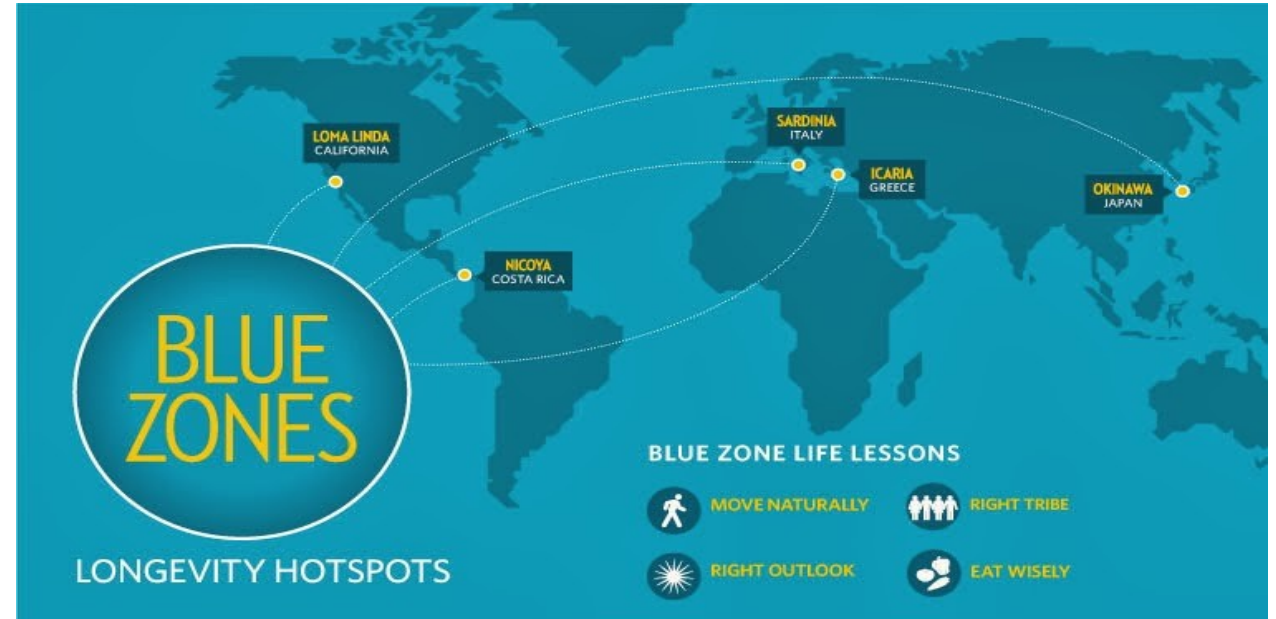 LOMA LINDA
CALIFORNIA
SARDINIA
ITALY
ICARIA
GREECE
OKINAWA
JAPAN
NICOYA
COSTA RICA
BLUE
ZONES
LONGEVITY HOTSPOTS
BLUE ZONE LIFE LESSONS
MOVE NATURALLY
RIGHT TRIBE
RIGHT OUTLOOK
EAT WISELY